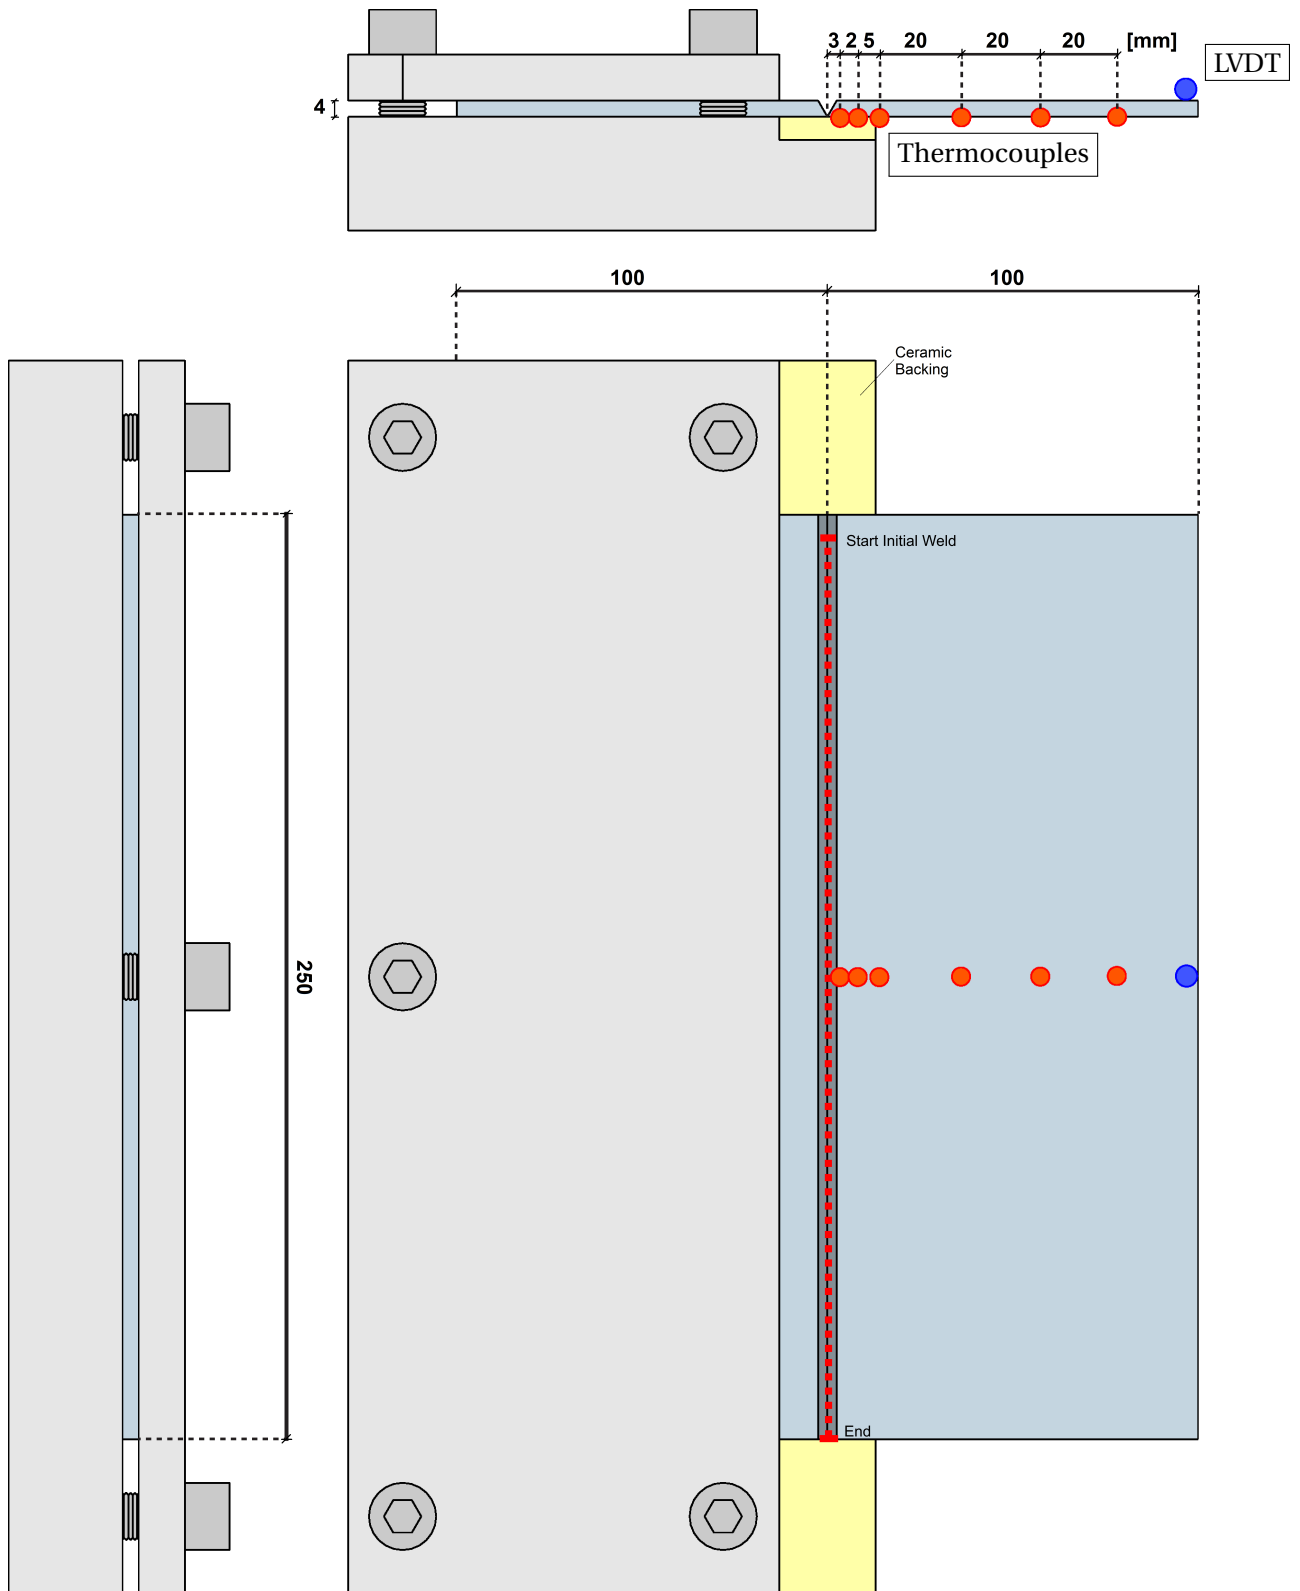 3 2 5 20 20 20 [mm]
LVDT
4
Thermocouples
100 100
Ceramic
Backing
Start Initial Weld
250
End